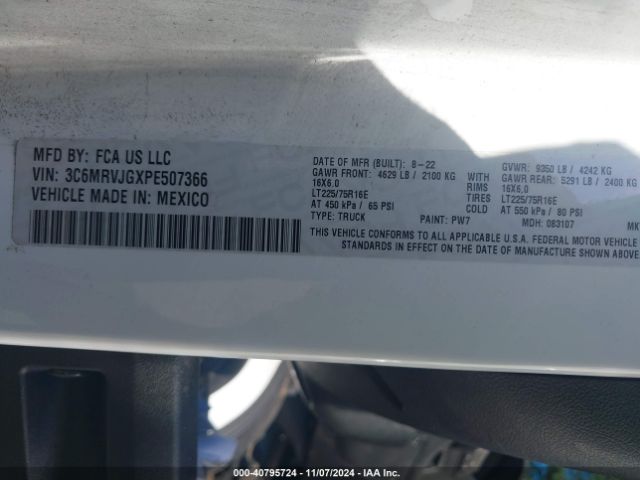 MFD BY: FCA US LLC
VIN: 3C6MRVJGXPE507366
VEHICLE MADE IN: MEXICO
DATE OF MFR (BUILT): 8-22 GVWR: 9350 LB / 4242 KG
GAWR FRONT: 4629 LB / 2100 KG WITH GAWR REAR: 5291 LB / 2400
16X6.0 RIMS 16X6.0
LT225/75R16E TIRES LT225/75R16E
AT 450 kPa / 65 PSI COLD AT 550 kPa / 80 PSI
TYPE: TRUCK PAINT: PW7 MDH: 083107 MK
THIS VEHICLE CONFORMS TO ALL APPLICABLE U.S.A. FEDERAL MOTOR VEHICLE
STANDARDS IN EFFECT ON THE DATE OF MANUFACTURE SHOWN ABOVE
000-40795724 - 11/07/2024 - IAA Inc.